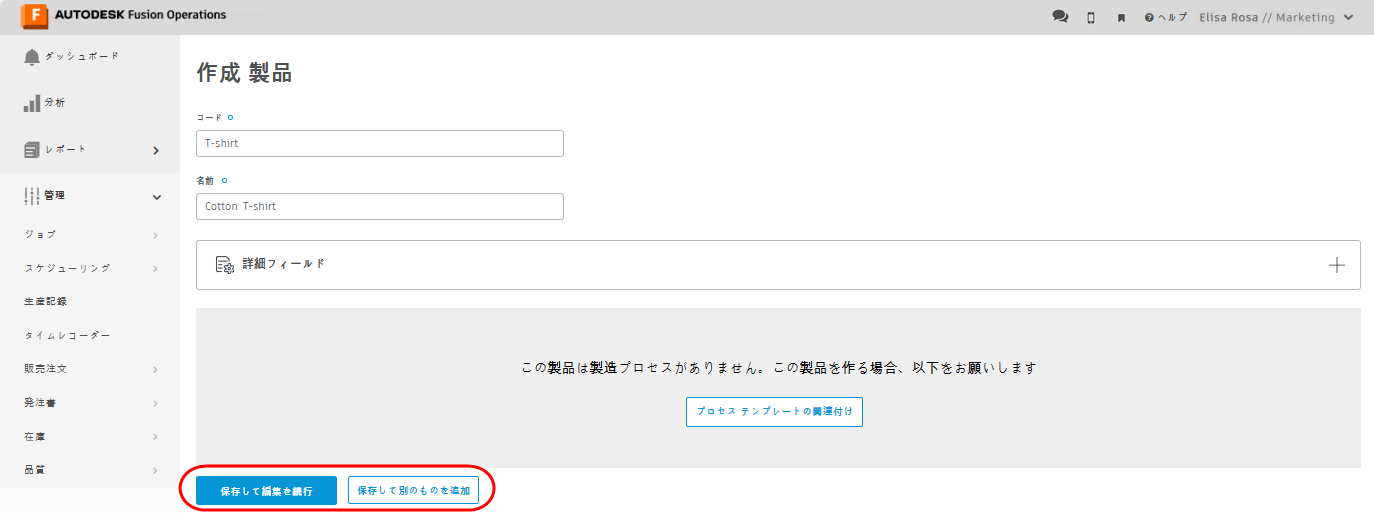 AUTODESK Fusion Operations
ヘルプ Elisa Rosa // Marketing
ダッシュボード
分析
レポート
管理
ジョブ
スケジューリング
生産記録
タイムレコーダー
販売注文
発注書
在庫
品質
作成 製品
コード
T-shirt
名前
Cotton T-shirt
詳細フィールド
この製品は製造プロセスがありません。この製品を作る場合、以下をお願いします
プロセス テンプレートの関連付け
保存して編集を続行
保存して別のものを追加